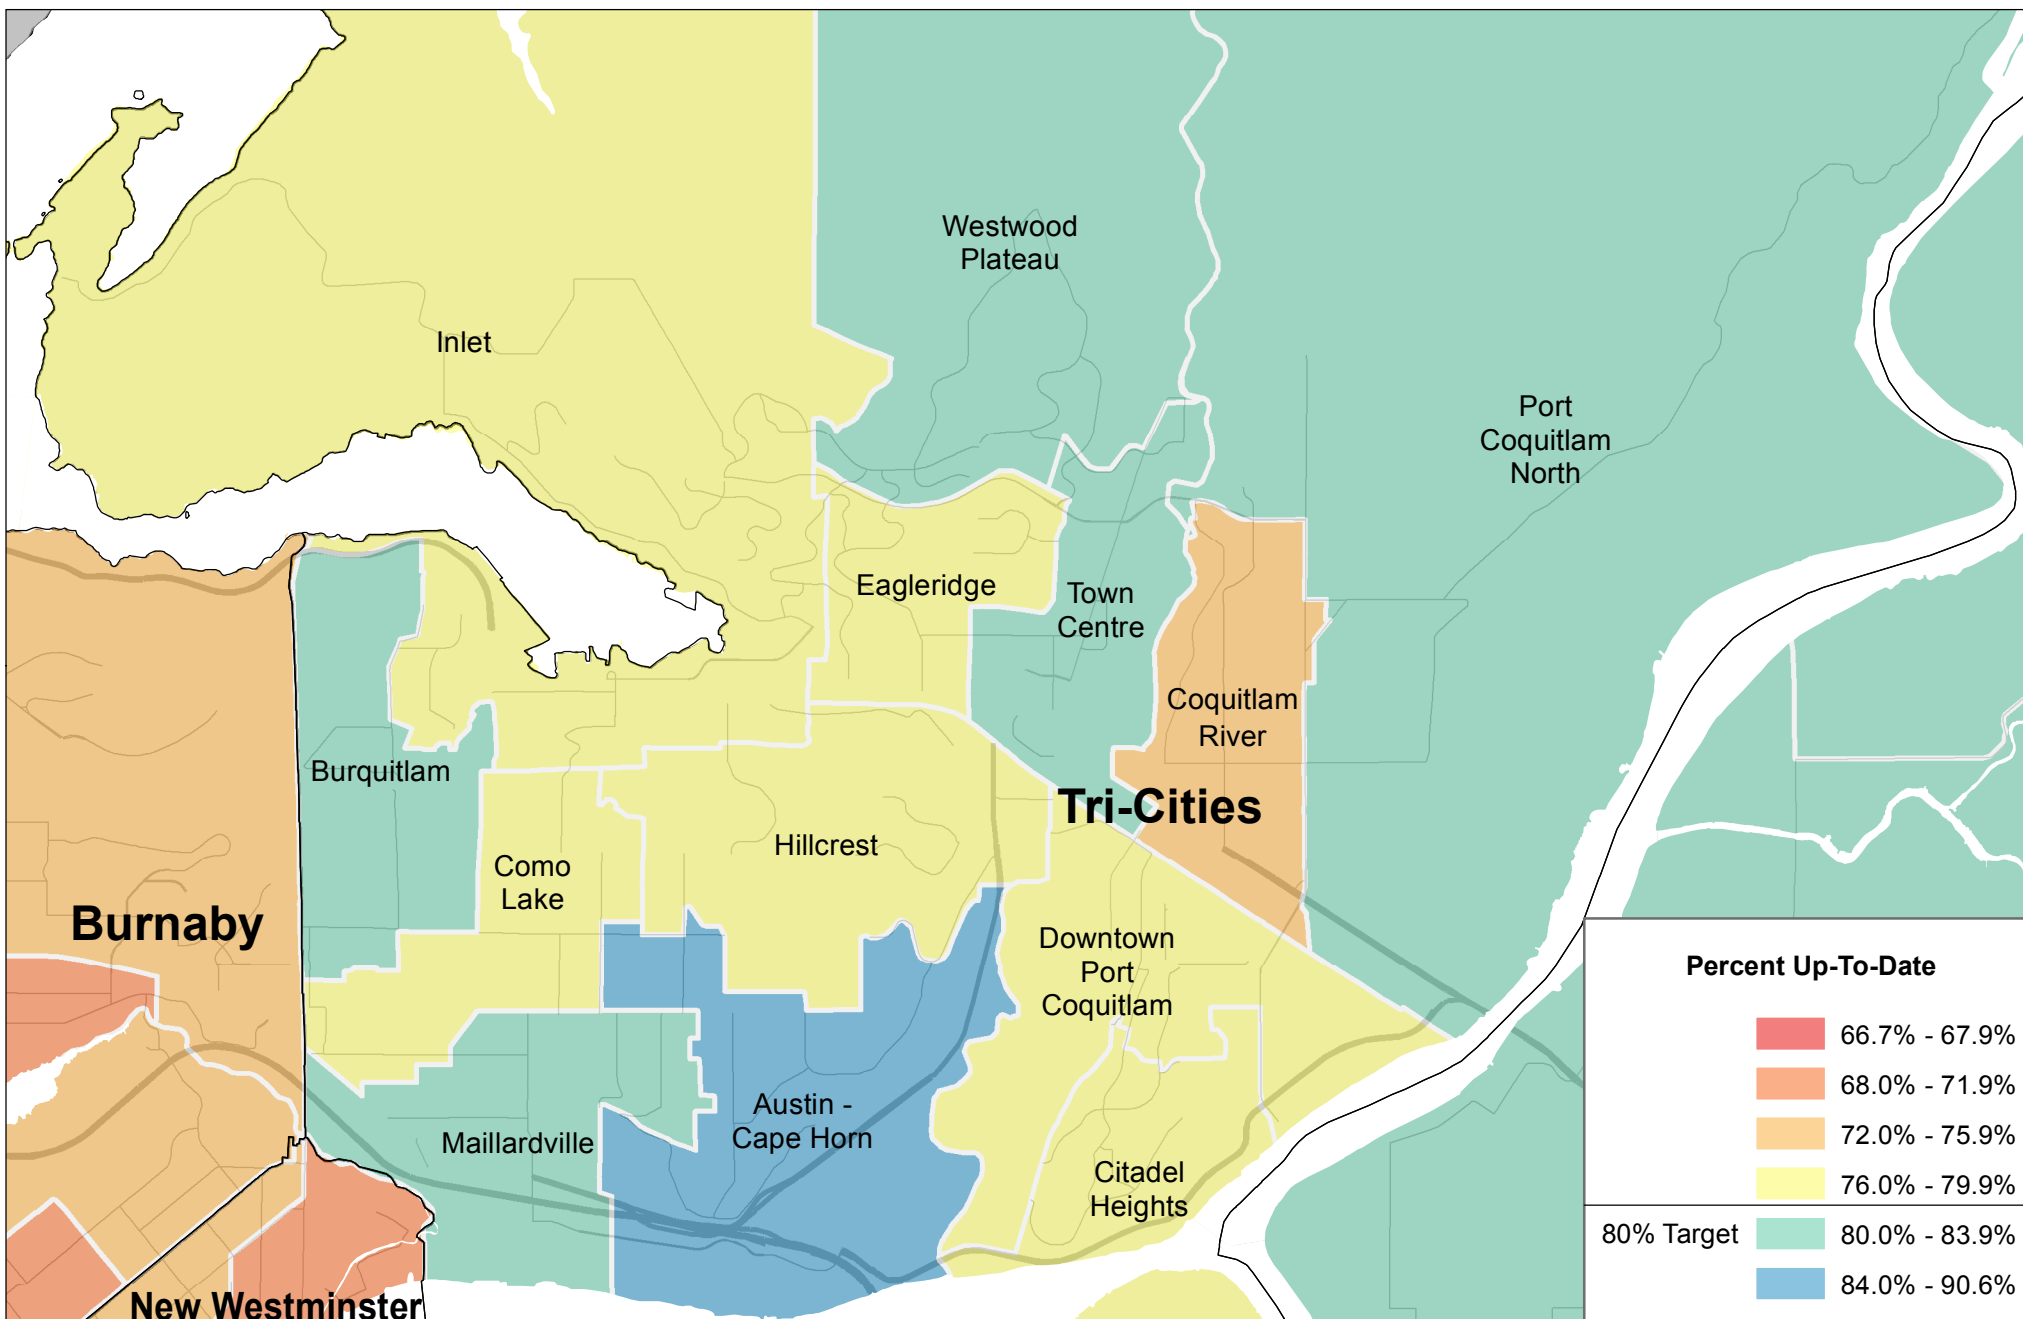 Westwood
Plateau
Inlet
Port
Coquitlam
North
Eagleridge
Town
Centre
Coquitlam
River
Burquitlam
Tri-Cities
Hillcrest
Como
Lake
Burnaby
Downtown
Port
Coquitlam
Austin -
Cape Horn
Maillardville
Citadel
Heights
New Westminster
Percent Up-To-Date
66.7% - 67.9%
68.0% - 71.9%
72.0% - 75.9%
76.0% - 79.9%
80% Target
80.0% - 83.9%
84.0% - 90.6%